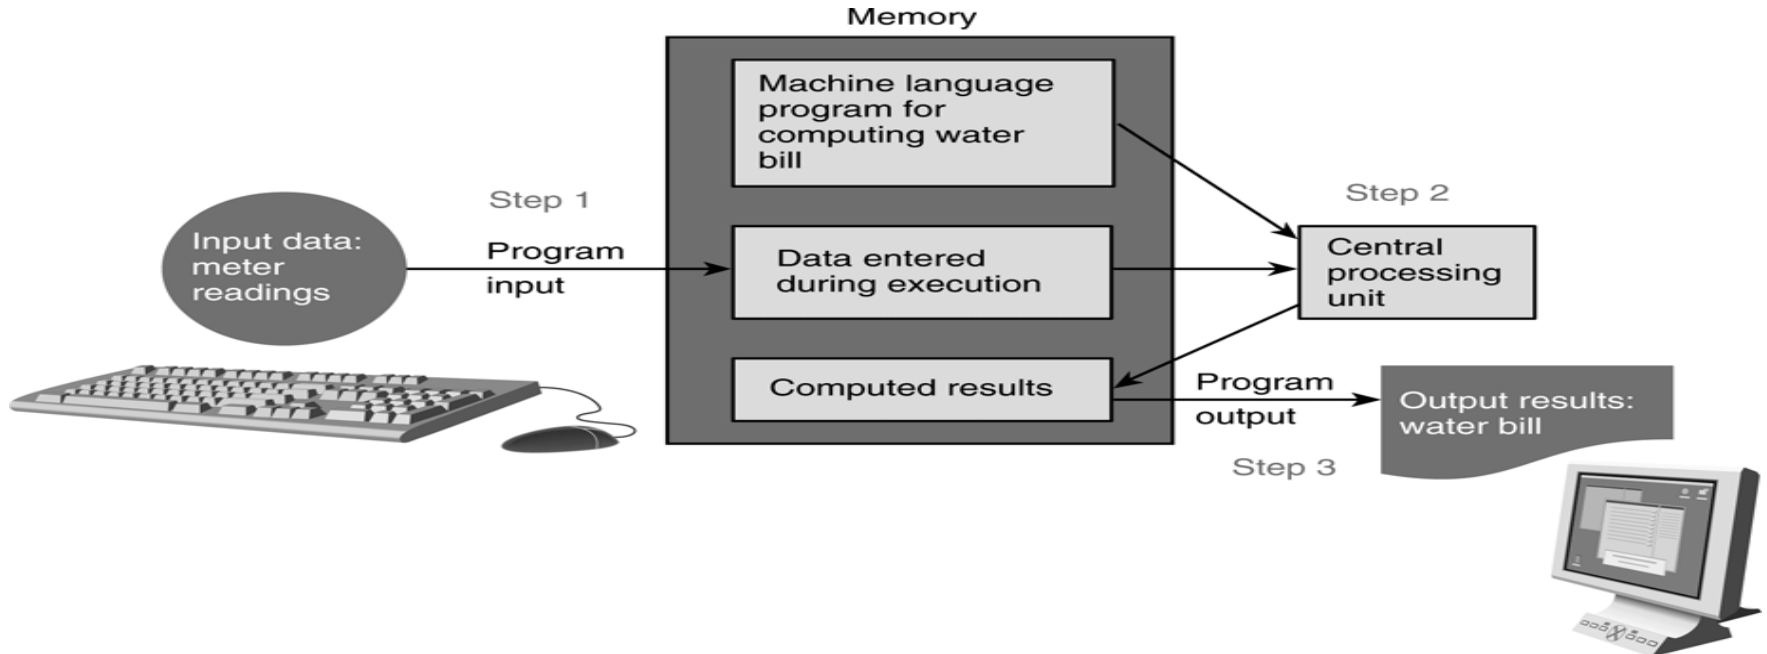 Memory
Machine language
program for
computing water
bill
Step 1
Step 2
Input data:
meter
readings
Program
input
Data entered
during execution
Central
processing
unit
Computed results
Program
output
Output results:
water bill
Step 3